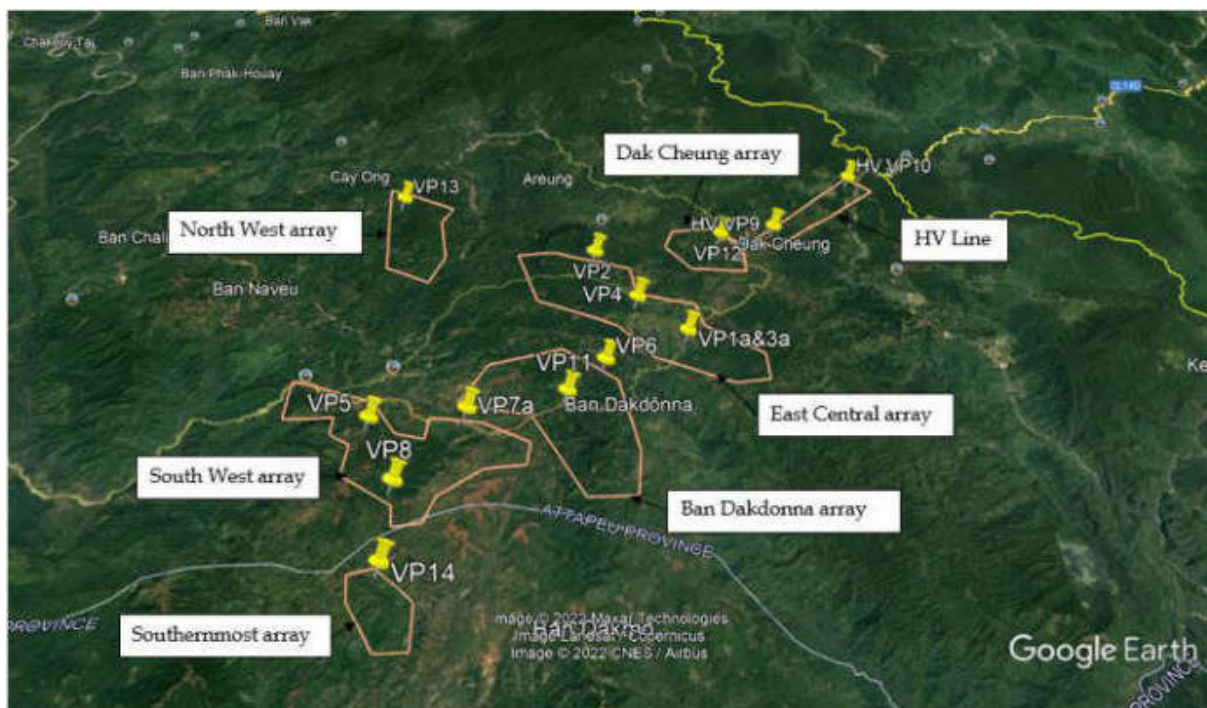 Ban Vak
Chakeuy Tai
Ban Phak-Houay
DL14D
Dak Cheung array
HV VP10
Cay Ong
VP13
Areung
North West array
HV VP9
HV Line
Dak-Cheung
VP12
VP2
VP4
Ban Naveu
VP1a&3a
VP6
VP11
VP7a
Ban Dakdônna
VP5
East Central array
VP8
South West array
Ban Dakdonna array
ATTAPEU PROVINCE
VP14
PROVINCE
Southernmost array
Image © 2022 Maxar Technologies
Image Landsat / Copernicus
Image © 2022 CNES / Airbus
Google Earth